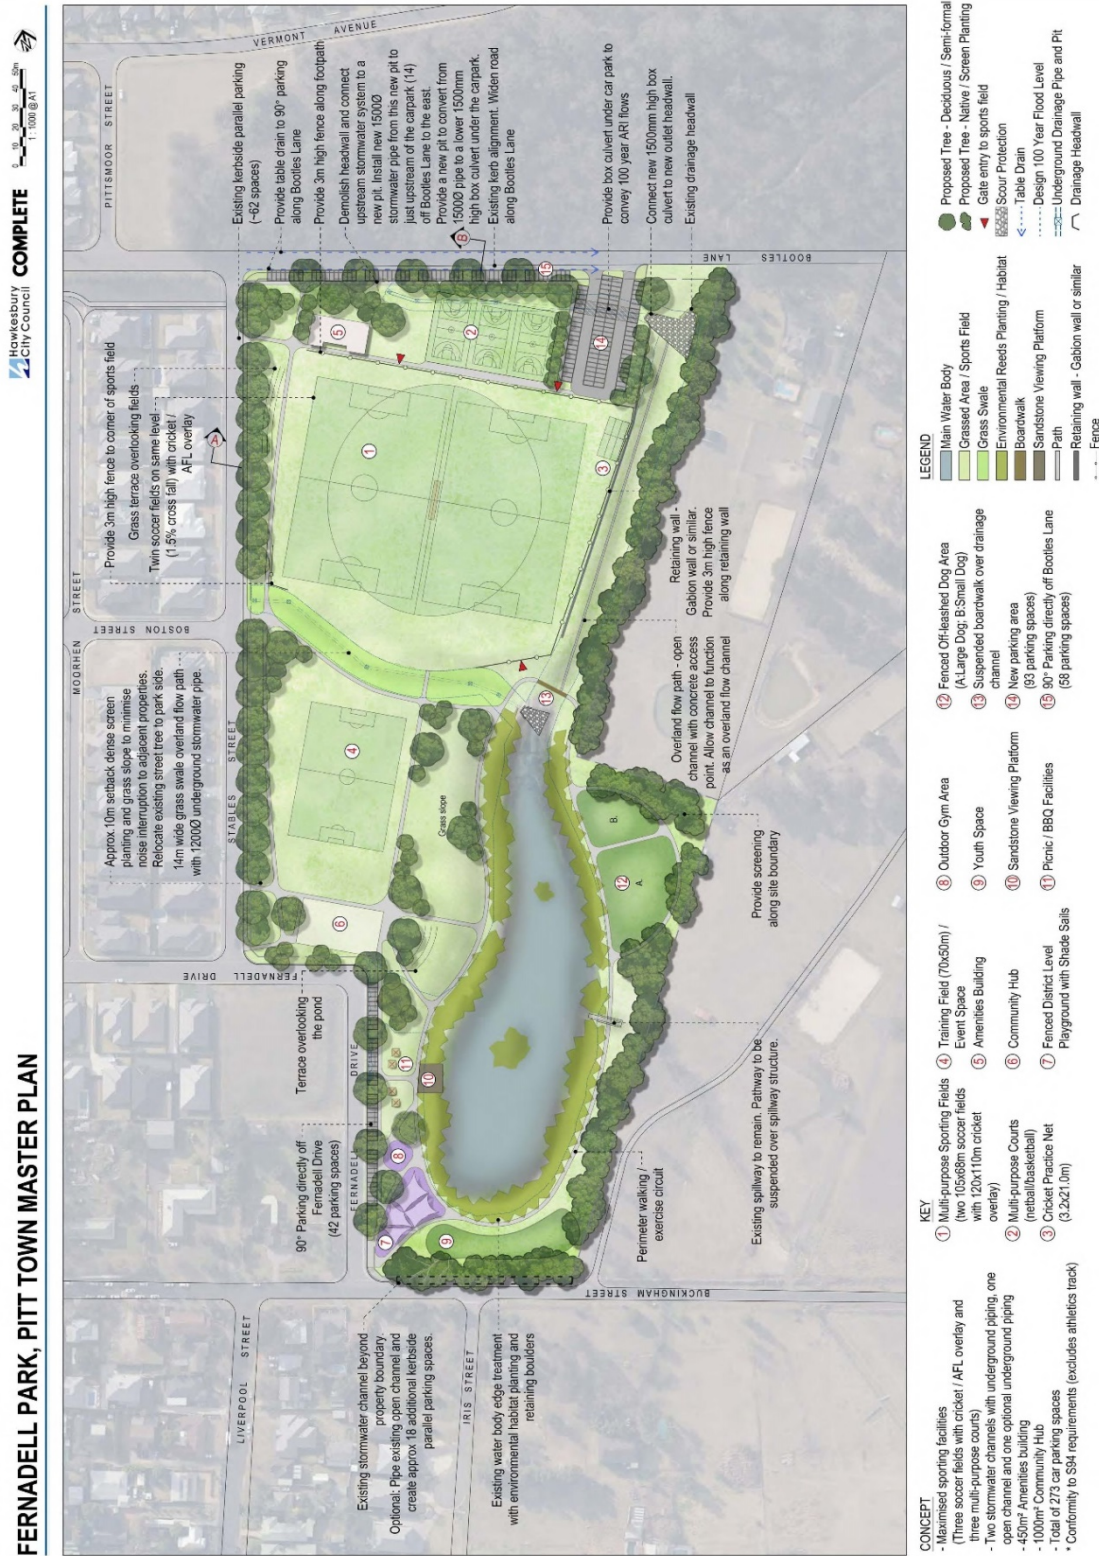 FERNADELL PARK, PITT TOWN MASTER PLAN
Hawkesbury
City Council
COMPLETE
0 10 20 30 40 50m
1 : 1000 @ A1
LIVERPOOL STREET
IRIS STREET
BUCKINGHAM STREET
FERNADELL DRIVE
FERNADELL DRIVE
STABLES STREET
MOORHEN STREET
BOSTON STREET
PITTSMOOR STREET
VERMONT AVENUE
BOOTLES LANE
Existing stormwater channel beyond
property boundary.
Optional: Pipe existing open channel and
create approx 18 additional kerbside
parallel parking spaces.
Existing water body edge treatment
with environmental habitat planting and
retaining boulders
90° Parking directly off
Fernadell Drive
(42 parking spaces)
Terrace overlooking
the pond
Approx 10m setback dense screen
planting and grass slope to minimise
noise interruption to adjacent properties.
Relocate existing street tree to park side.
14m wide grass swale overland flow path
with 1200Ø underground stormwater pipe.
Provide 3m high fence to corner of sports field
Grass terrace overlooking fields
Twin soccer fields on same level
(1.5% cross fall) with cricket /
AFL overlay
Existing kerbside parallel parking
(~62 spaces)
Provide table drain to 90° parking
along Bootles Lane
Provide 3m high fence along footpath
Demolish headwall and connect
upstream stormwater system to a
new pit. Install new 1500Ø
stormwater pipe from this new pit to
just upstream of the carpark (14)
off Bootles Lane to the east.
Provide a new pit to convert from
1500Ø pipe to a lower 1500mm
high box culvert under the carpark.
Existing kerb alignment. Widen road
along Bootles Lane
Provide box culvert under car park to
convey 100 year ARI flows
Connect new 1500mm high box
culvert to new outlet headwall.
Existing drainage headwall
Perimeter walking /
exercise circuit
Existing spillway to remain. Pathway to be
suspended over spillway structure.
Provide screening
along site boundary
Overland flow path - open
channel with concrete access
point. Allow channel to function
as an overland flow channel
Retaining wall -
Gabion wall or similar.
Provide 3m high fence
along retaining wall
Grass slope
A
B
A.
B.
1
2
3
4
5
6
7
8
9
10
11
12
13
14
15
CONCEPT
- Maximised sporting facilities
(Three soccer fields with cricket / AFL overlay and
three multi-purpose courts)
- Two stormwater channels with underground piping, one
open channel and one optional underground piping
- 450m² Amenities building
- 1000m² Community Hub
- Total of 273 car parking spaces
* Conformity to S94 requirements (excludes athletics track)
KEY
1 Multi-purpose Sporting Fields
(two 105x68m soccer fields
with 120x110m cricket
overlay)
2 Multi-purpose Courts
(netball/basketball)
3 Cricket Practice Net
(3.2x21.0m)
4 Training Field (70x50m) /
Event Space
5 Amenities Building
6 Community Hub
7 Fenced District Level
Playground with Shade Sails
8 Outdoor Gym Area
9 Youth Space
10 Sandstone Viewing Platform
11 Picnic / BBQ Facilities
12 Fenced Off-leashed Dog Area
(A:Large Dog; B:Small Dog)
13 Suspended boardwalk over drainage
channel
14 New parking area
(93 parking spaces)
15 90° Parking directly off Bootles Lane
(58 parking spaces)
LEGEND
Main Water Body
Grassed Area / Sports Field
Grass Swale
Environmental Reeds Planting / Habitat
Boardwalk
Sandstone Viewing Platform
Path
Retaining wall - Gabion wall or similar
Fence
Proposed Tree - Deciduous / Semi-formal
Proposed Tree - Native / Screen Planting
Gate entry to sports field
Scour Protection
Table Drain
Design 100 Year Flood Level
Underground Drainage Pipe and Pit
Drainage Headwall